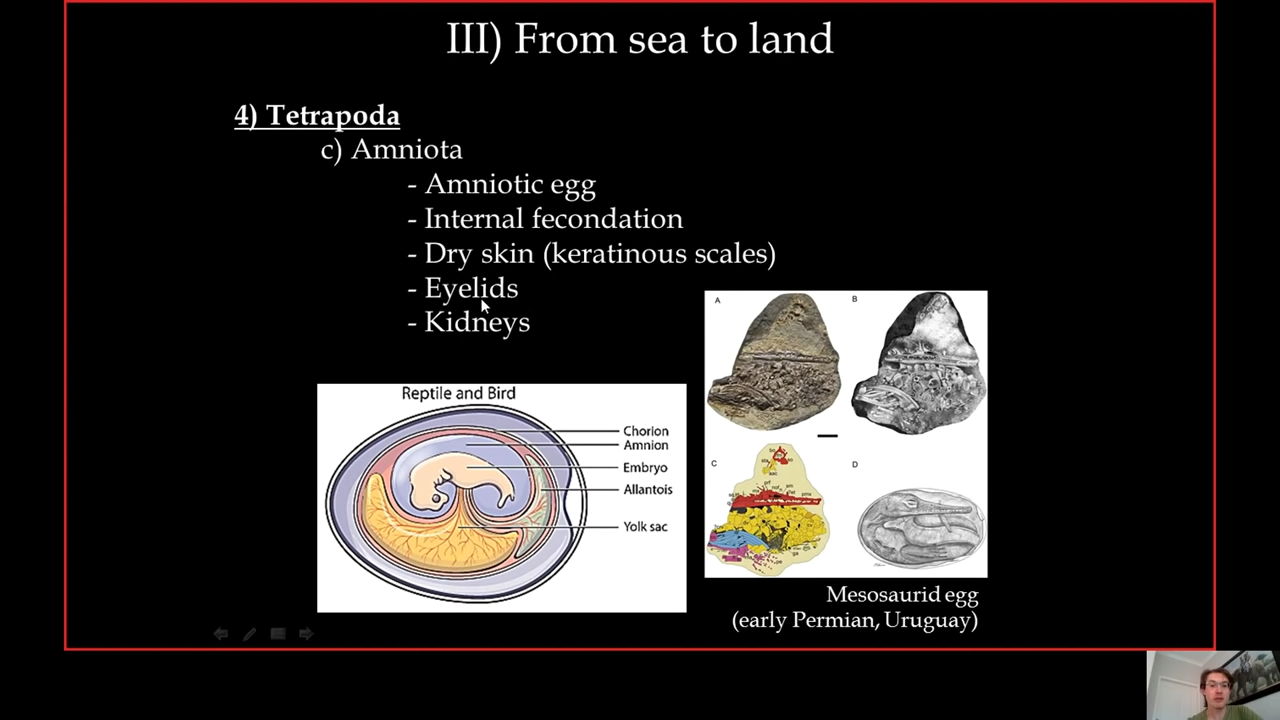 III) From sea to land
4) Tetrapoda
c) Amniota
- Amniotic egg
- Internal fecondation
- Dry skin (keratinous scales)
- Eyelids
- Kidneys
Reptile and Bird
Chorion
Amnion
Embryo
Allantois
Yolk sac
A
B
C
D
Mesosaurid egg
(early Permian, Uruguay)